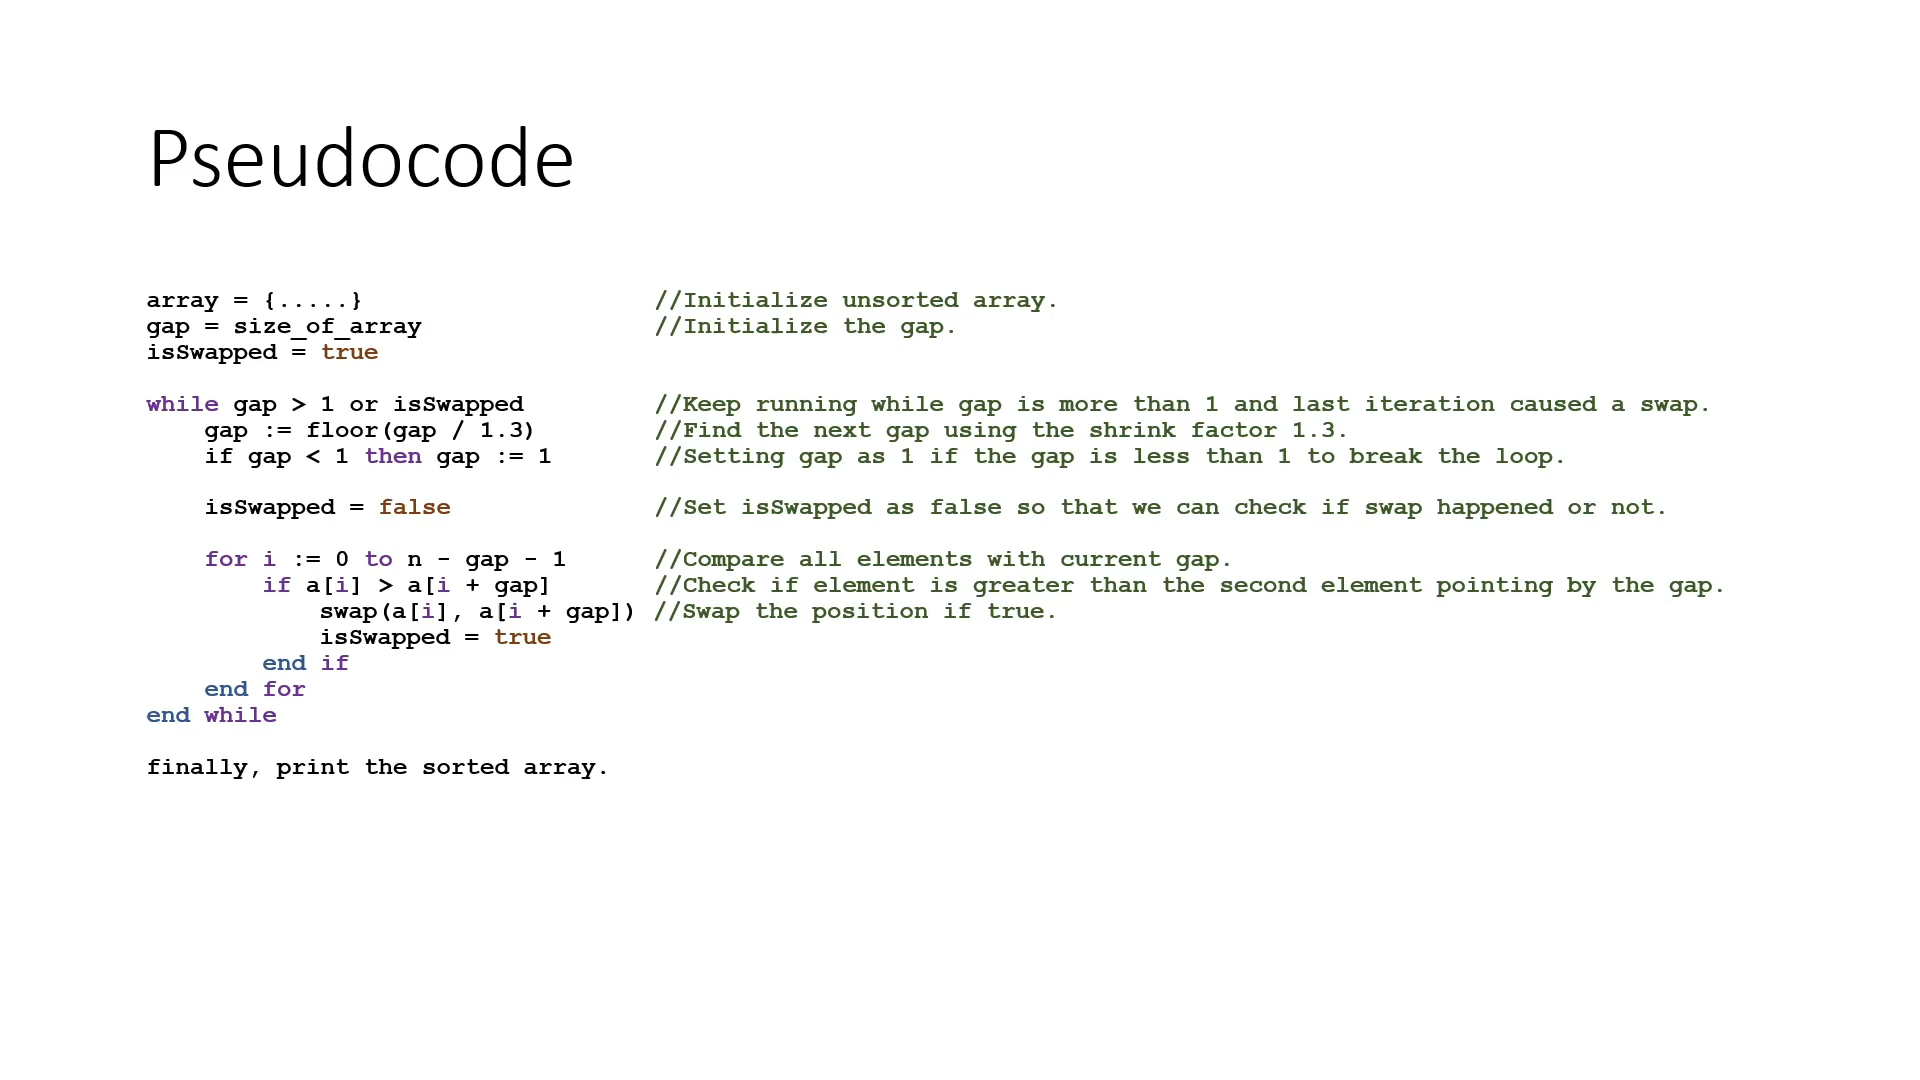 Pseudocode
array = {.....} //Initialize unsorted array.
gap = size_of_array //Initialize the gap.
isSwapped = true
while gap > 1 or isSwapped //Keep running while gap is more than 1 and last iteration caused a swap.
gap := floor(gap / 1.3) //Find the next gap using the shrink factor 1.3.
if gap < 1 then gap := 1 //Setting gap as 1 if the gap is less than 1 to break the loop.
isSwapped = false //Set isSwapped as false so that we can check if swap happened or not.
for i := 0 to n - gap - 1 //Compare all elements with current gap.
if a[i] > a[i + gap] //Check if element is greater than the second element pointing by the gap.
swap(a[i], a[i + gap]) //Swap the position if true.
isSwapped = true
end if
end for
end while
finally, print the sorted array.